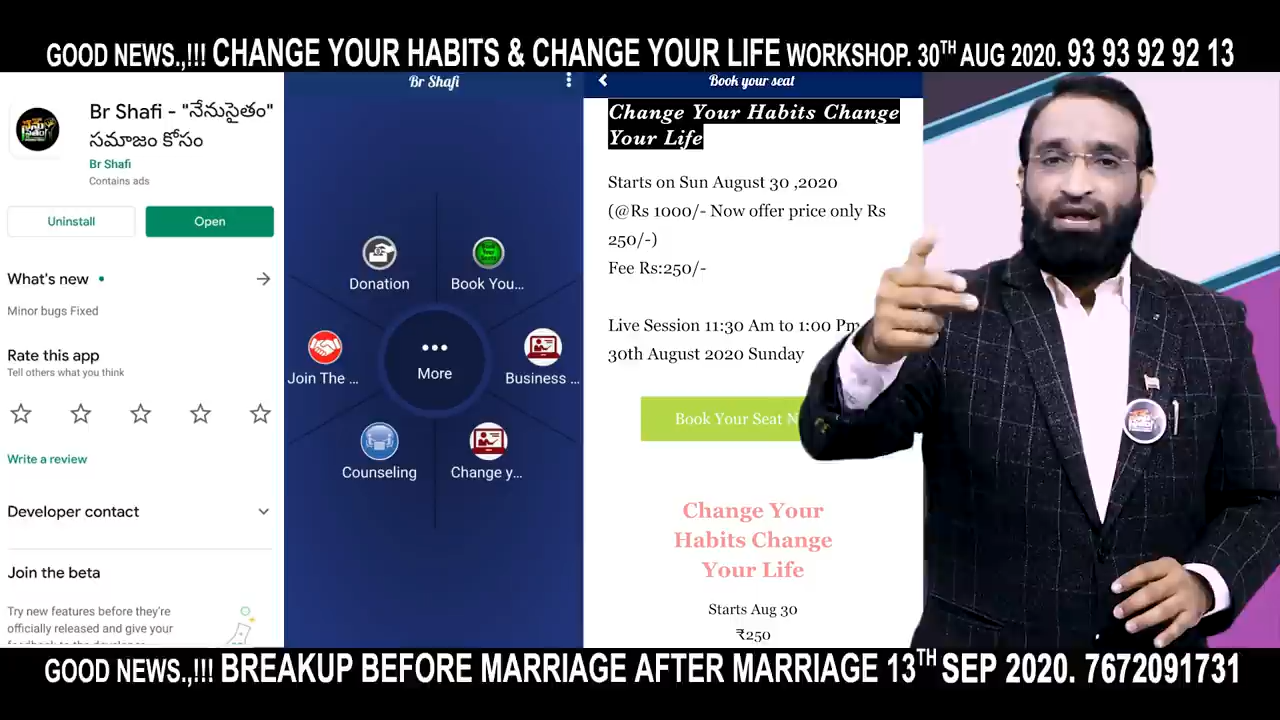 GOOD NEWS.,!!! CHANGE YOUR HABITS & CHANGE YOUR LIFE WORKSHOP. 30TH AUG 2020. 93 93 92 92 13
Br Shafi - "నేనుసైతం"
సమాజం కోసం
Br Shafi
Contains ads
Uninstall
Open
What's new
Minor bugs Fixed
Rate this app
Tell others what you think
Write a review
Developer contact
Join the beta
Try new features before they're
officially released and give your
Br Shafi
Donation
Book You...
Join The ...
More
Business ...
Counseling
Change y...
Book your seat
Change Your Habits Change
Your Life
Starts on Sun August 30 ,2020
(@Rs 1000/- Now offer price only Rs
250/-)
Fee Rs:250/-
Live Session 11:30 Am to 1:00 Pm
30th August 2020 Sunday
Book Your Seat
Change Your
Habits Change
Your Life
Starts Aug 30
₹250
GOOD NEWS.,!!! BREAKUP BEFORE MARRIAGE AFTER MARRIAGE 13TH SEP 2020. 7672091731